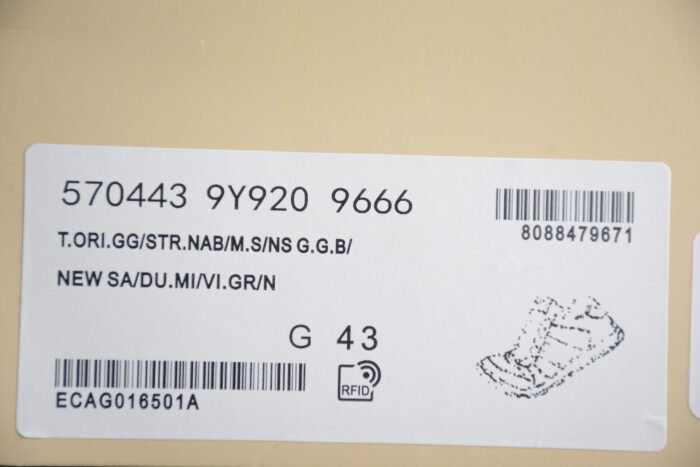 570443 9Y920 9666
8088479671
T.ORI.GG/STR.NAB/M.S/NS G.G.B/
NEW SA/DU.MI/VI.GR/N
G 43
RFID
ECAG016501A